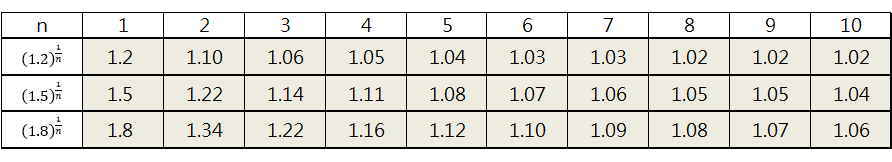 n 1 2 3 4 5 6 7 8 9 10
(1.2)^{1/n} 1.2 1.10 1.06 1.05 1.04 1.03 1.03 1.02 1.02 1.02
(1.5)^{1/n} 1.5 1.22 1.14 1.11 1.08 1.07 1.06 1.05 1.05 1.04
(1.8)^{1/n} 1.8 1.34 1.22 1.16 1.12 1.10 1.09 1.08 1.07 1.06